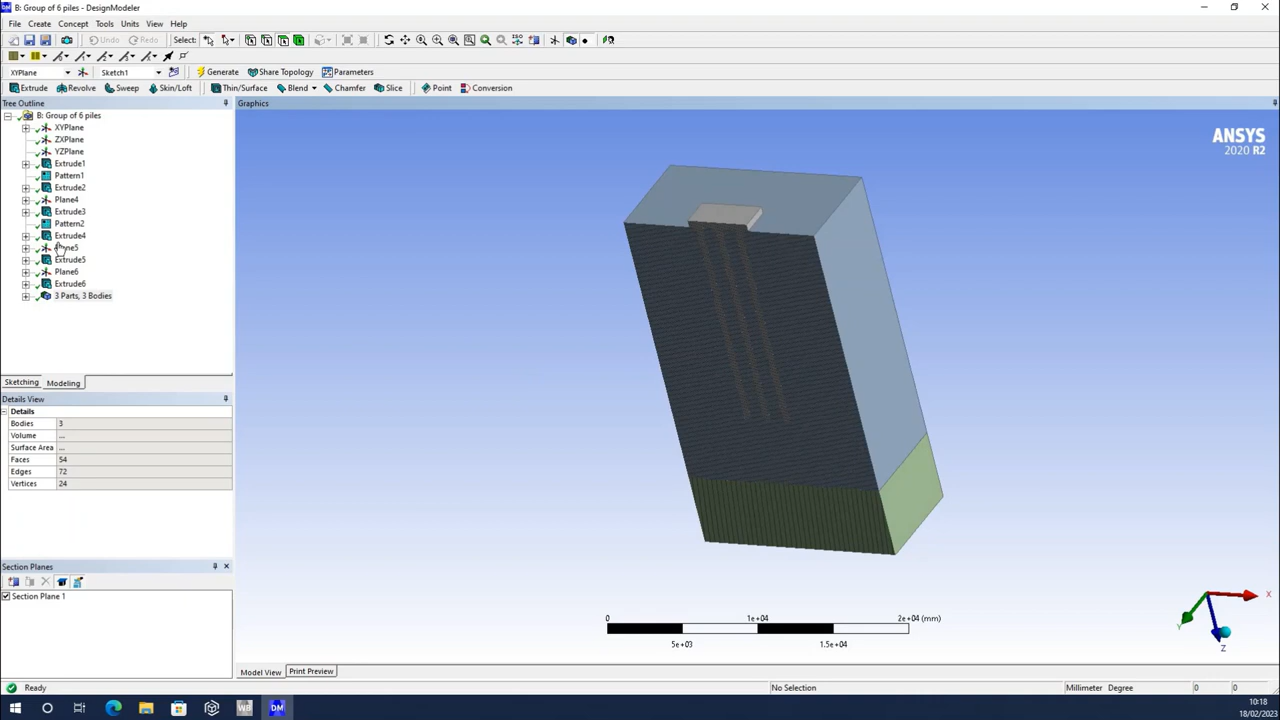 B: Group of 6 piles - DesignModeler
File Create Concept Tools Units View Help
Undo Redo Select:
XYPlane Sketch1 Generate Share Topology Parameters
Extrude Revolve Sweep Skin/Loft Thin/Surface Blend Chamfer Slice Point Conversion
Tree Outline
B: Group of 6 piles
XYPlane
ZXPlane
YZPlane
Extrude1
Pattern1
Extrude2
Plane4
Extrude3
Pattern2
Extrude4
Plane5
Extrude5
Plane6
Extrude6
3 Parts, 3 Bodies
Sketching Modeling
Details View
Details
Bodies 3
Volume ...
Surface Area ...
Faces 54
Edges 72
Vertices 24
Section Planes
Section Plane 1
Graphics
ANSYS
2020 R2
0 1e+04 2e+04 (mm)
5e+03 1.5e+04
X
Y
Z
Model View Print Preview
Ready No Selection Millimeter Degree 0 0
WB DM 10:18
18/02/2023